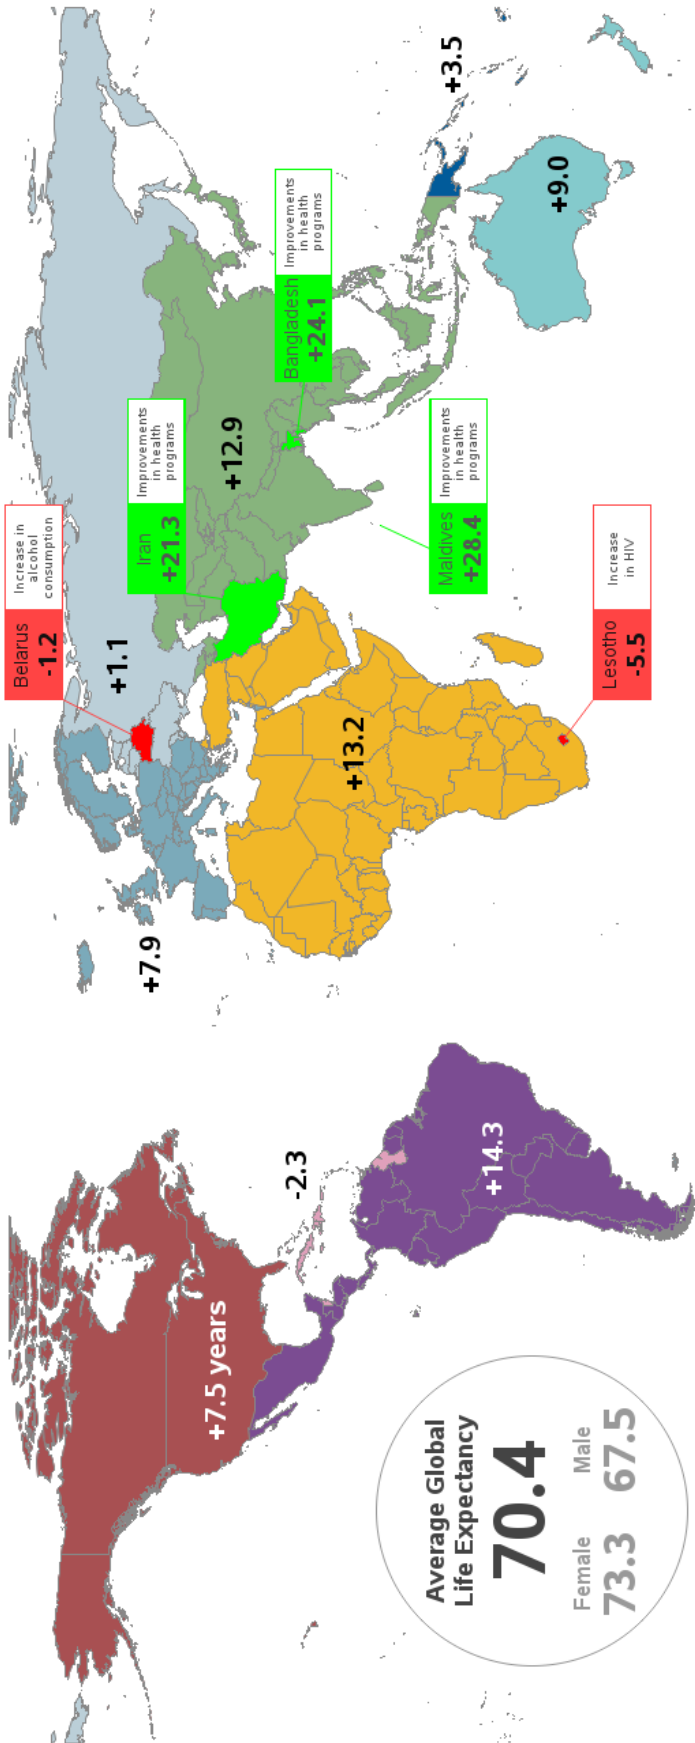 +7.5 years
-2.3
+14.3
Average Global
Life Expectancy
70.4
Female
Male
73.3
67.5
+7.9
+1.1
+13.2
+12.9
+3.5
+9.0
Belarus
-1.2
Increase in
alcohol
consumption
Iran
+21.3
Improvements
in health
programs
Bangladesh
+24.1
Improvements
in health
programs
Maldives
+28.4
Improvements
in health
programs
Lesotho
-5.5
Increase
in HIV